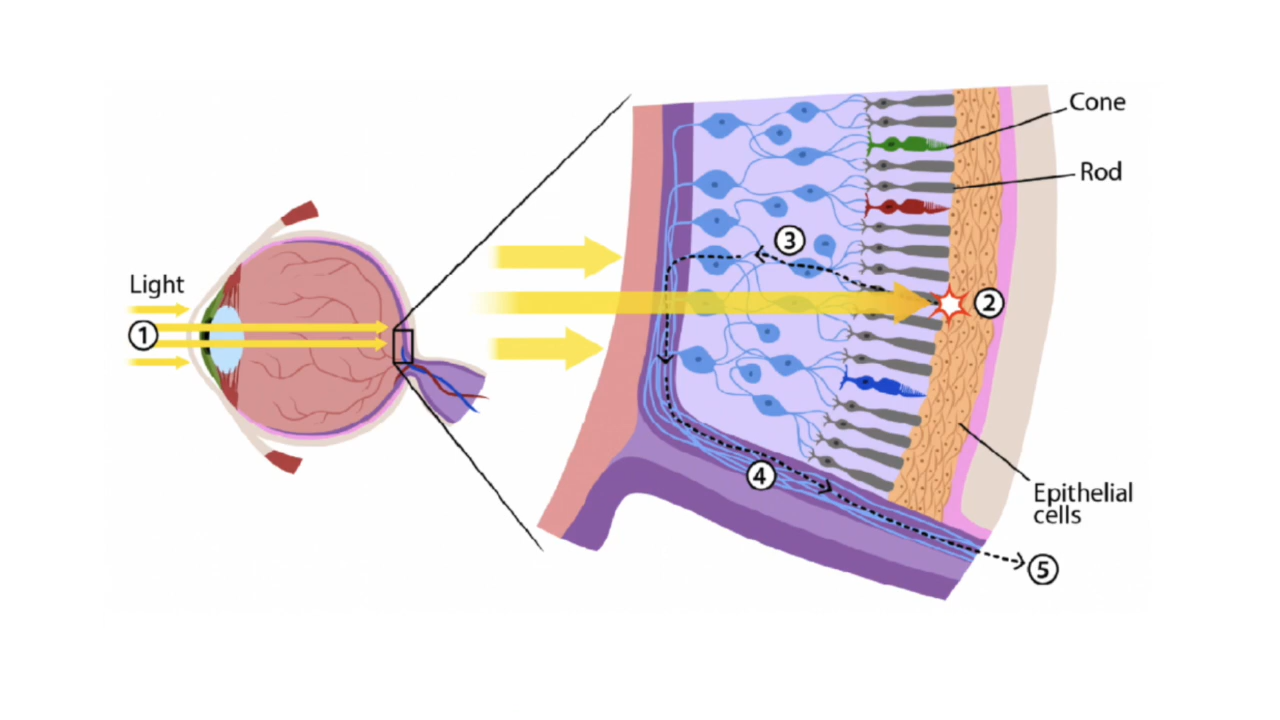 Light
①
Cone
Rod
③
②
④
Epithelial
cells
⑤